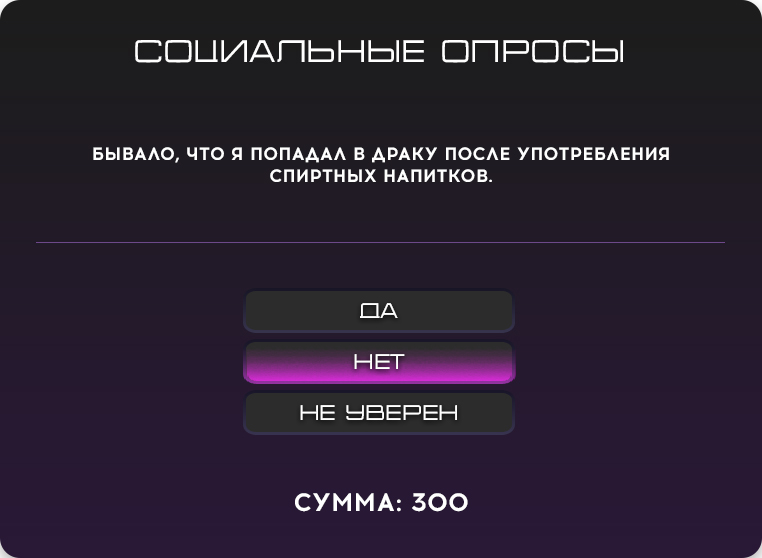 СОЦИАЛЬНЫЕ ОПРОСЫ
БЫВАЛО, ЧТО Я ПОПАДАЛ В ДРАКУ ПОСЛЕ УПОТРЕБЛЕНИЯ
СПИРТНЫХ НАПИТКОВ.
ДА
НЕТ
НЕ УВЕРЕН
СУММА: 300